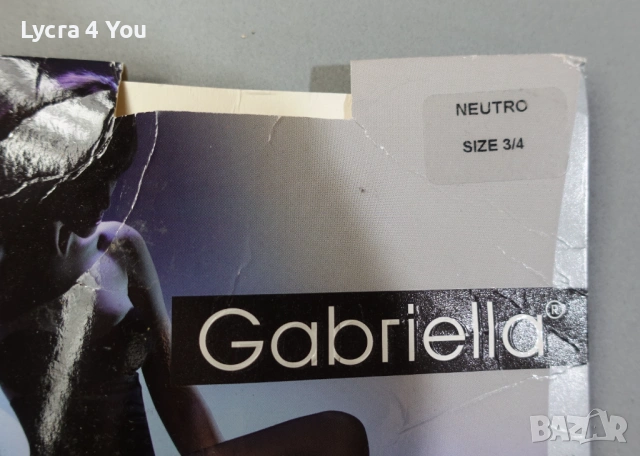 Lycra 4 You
NEUTRO
SIZE 3/4
Gabriella®
BAZAR